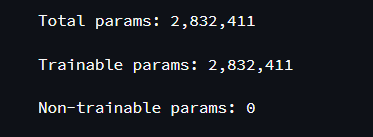 Total params: 2,832,411
Trainable params: 2,832,411
Non-trainable params: 0